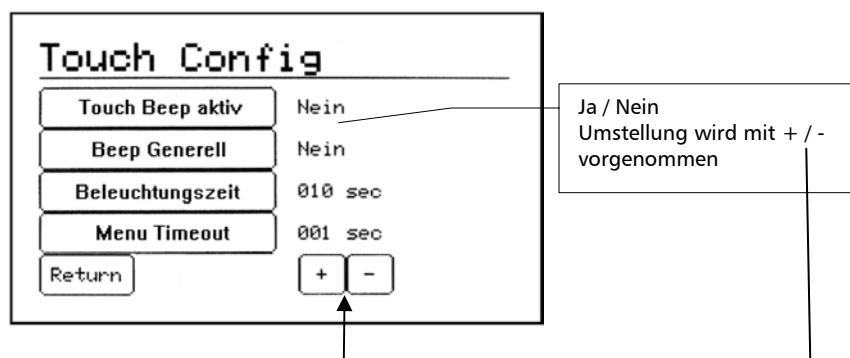 Touch Config
Touch Beep aktiv Nein
Beep Generell Nein
Beleuchtungszeit 010 sec
Menu Timeout 001 sec
Return + -
Ja / Nein
Umstellung wird mit + / -
vorgenommen